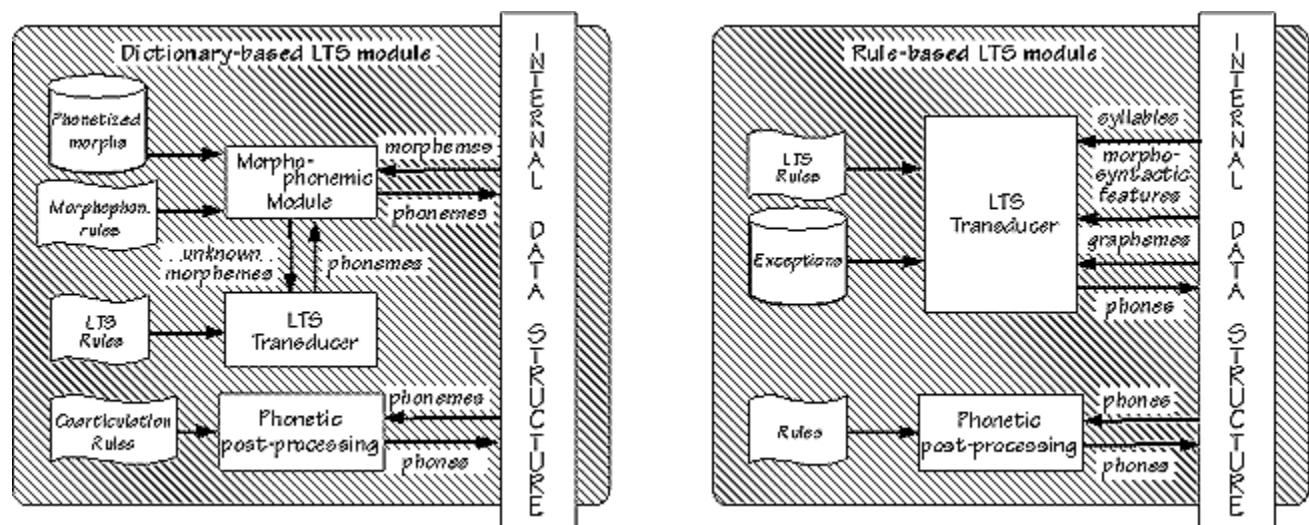 Dictionary-based LTS module
Phonetized
morphs
Morphophon.
rules
Morpho-
phonemic
Module
morphemes
phonemes
unknown
morphemes
phonemes
LTS
Rules
LTS
Transducer
Coarticulation
Rules
Phonetic
post-processing
phonemes
phones
INTERNAL DATA STRUCTURE
Rule-based LTS module
LTS
Rules
Exceptions
LTS
Transducer
syllables
morpho-
syntactic
features
graphemes
phones
Rules
Phonetic
post-processing
phones
phones
INTERNAL DATA STRUCTURE